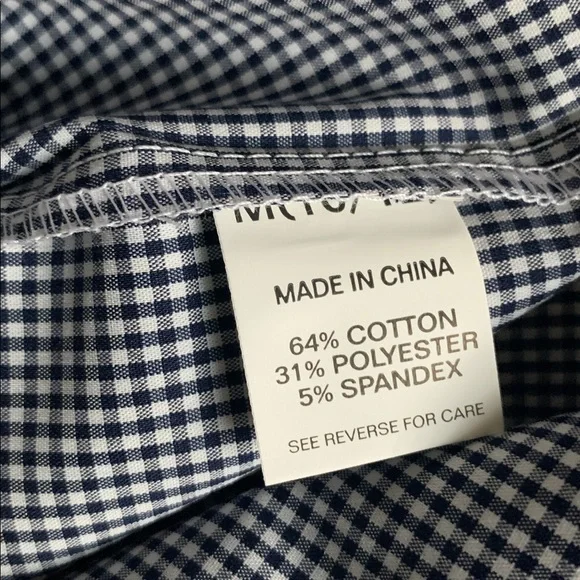 MADE IN CHINA
64% COTTON
31% POLYESTER
5% SPANDEX
SEE REVERSE FOR CARE